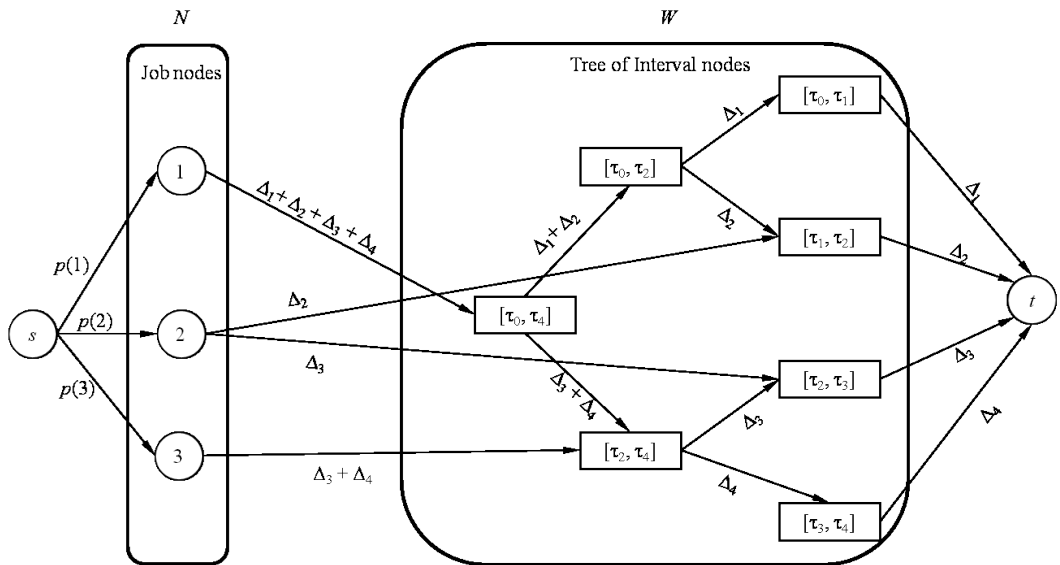 N
W
Job nodes
Tree of Interval nodes
[τ₀, τ₁]
Δ₁
1
[τ₀, τ₂]
Δ₁+Δ₂+Δ₃+Δ₄
Δ₁
Δ₂
[τ₁, τ₂]
Δ₁+Δ₂
Δ₂
p(1)
Δ₂
[τ₀, τ₄]
t
s
p(2)
2
Δ₃
Δ₃+Δ₄
Δ₃
[τ₂, τ₃]
p(3)
Δ₃
Δ₄
3
[τ₂, τ₄]
Δ₃ + Δ₄
Δ₄
[τ₃, τ₄]